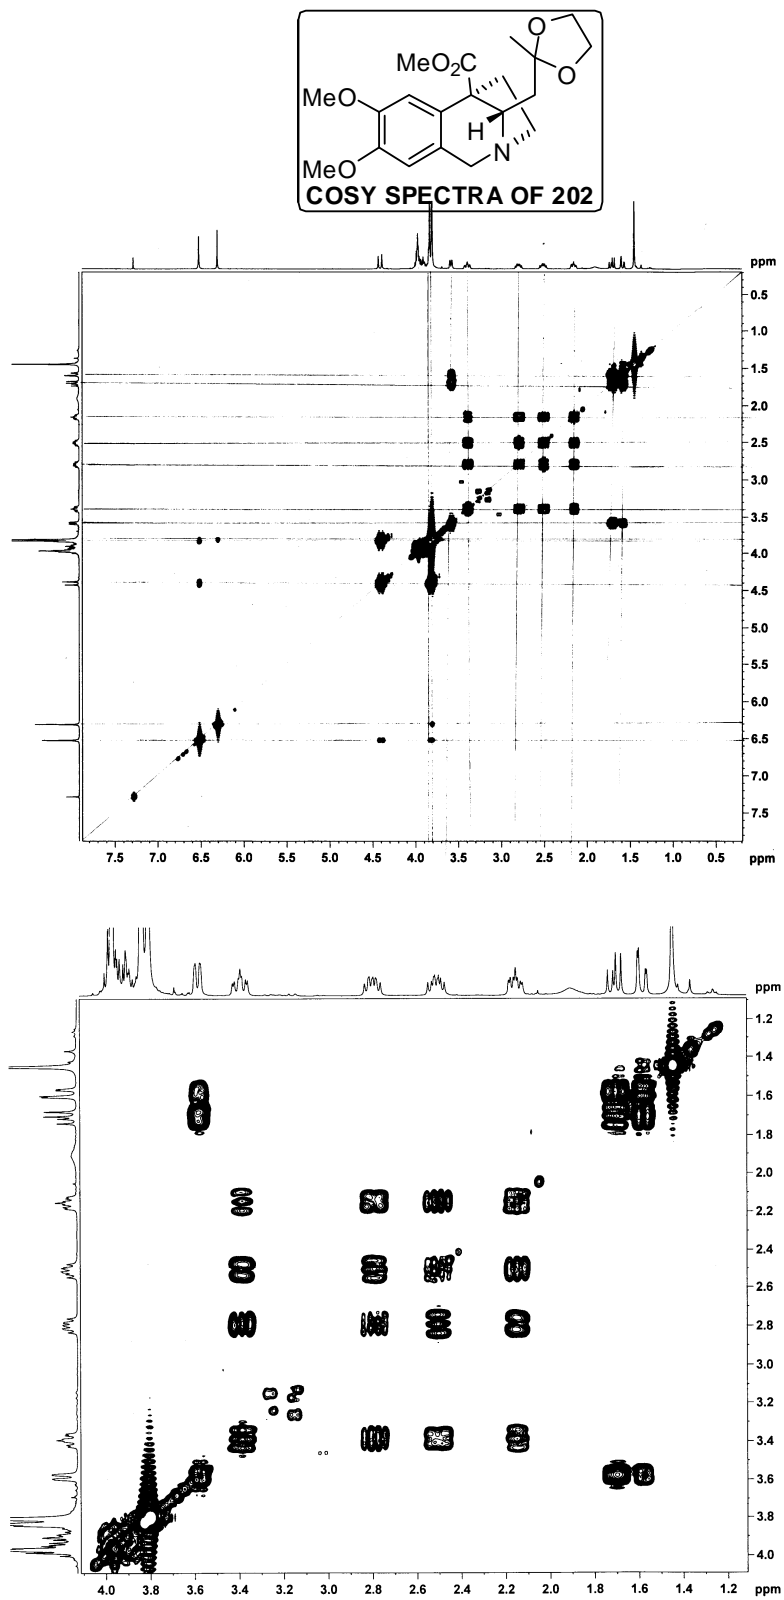 O
MeO₂C
O
MeO
H
N
MeO
COSY SPECTRA OF 202
ppm
0.5
1.0
1.5
2.0
2.5
3.0
3.5
4.0
4.5
5.0
5.5
6.0
6.5
7.0
7.5
7.5 7.0 6.5 6.0 5.5 5.0 4.5 4.0 3.5 3.0 2.5 2.0 1.5 1.0 0.5 ppm
ppm
1.2
1.4
1.6
1.8
2.0
2.2
2.4
2.6
2.8
3.0
3.2
3.4
3.6
3.8
4.0
4.0 3.8 3.6 3.4 3.2 3.0 2.8 2.6 2.4 2.2 2.0 1.8 1.6 1.4 1.2 ppm